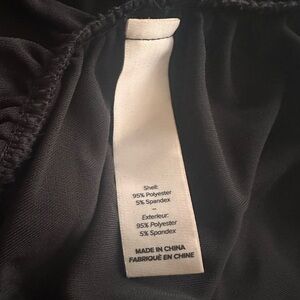 Shell:
95% Polyester
5% Spandex
–
Exterieur:
95% Polyester
5% Spandex
MADE IN CHINA
FABRIQUÉ EN CHINE